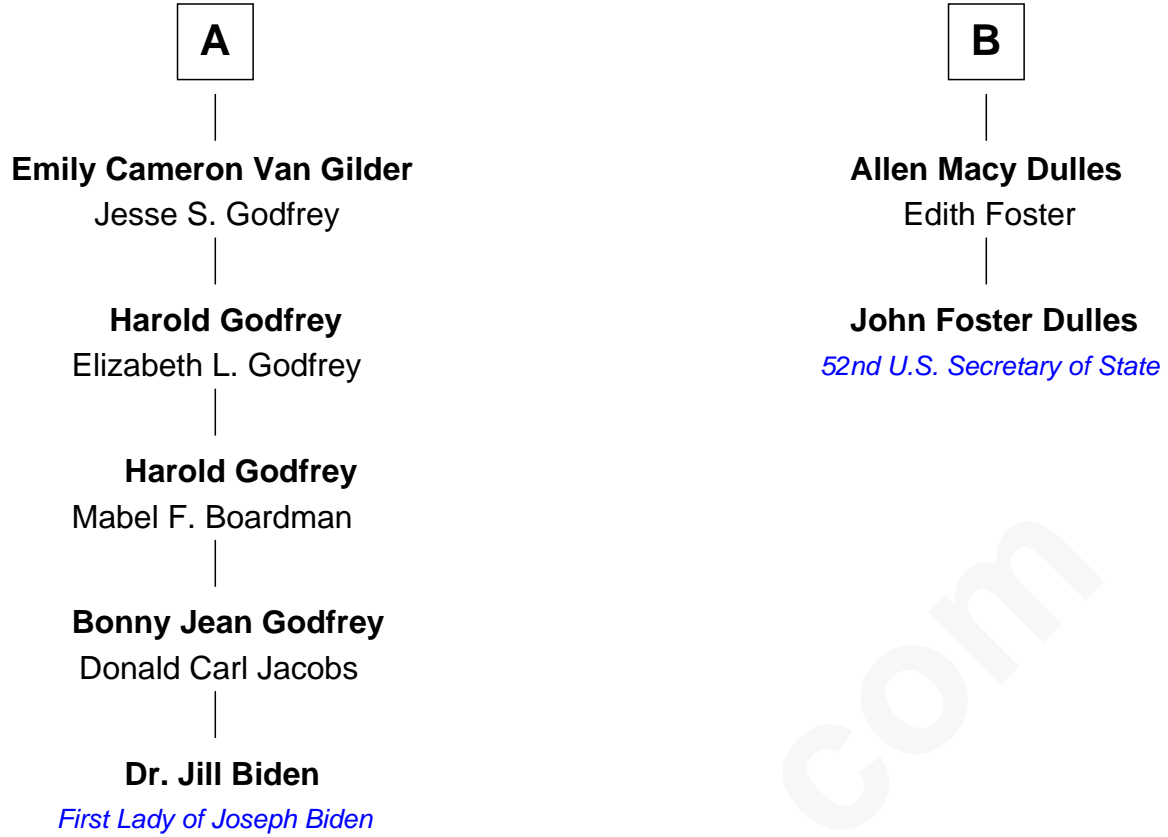 A
Emily Cameron Van Gilder
Jesse S. Godfrey
Harold Godfrey
Elizabeth L. Godfrey
Harold Godfrey
Mabel F. Boardman
Bonny Jean Godfrey
Donald Carl Jacobs
Dr. Jill Biden
First Lady of Joseph Biden
B
Allen Macy Dulles
Edith Foster
John Foster Dulles
52nd U.S. Secretary of State
com